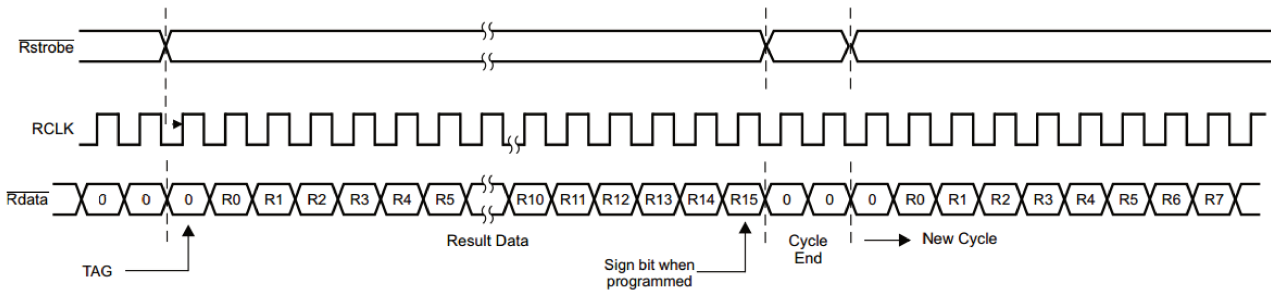 Rstrobe
RCLK
Rdata 0 0 0 R0 R1 R2 R3 R4 R5 R10 R11 R12 R13 R14 R15 0 0 0 R0 R1 R2 R3 R4 R5 R6 R7
TAG
Result Data
Sign bit when
programmed
Cycle
End
New Cycle